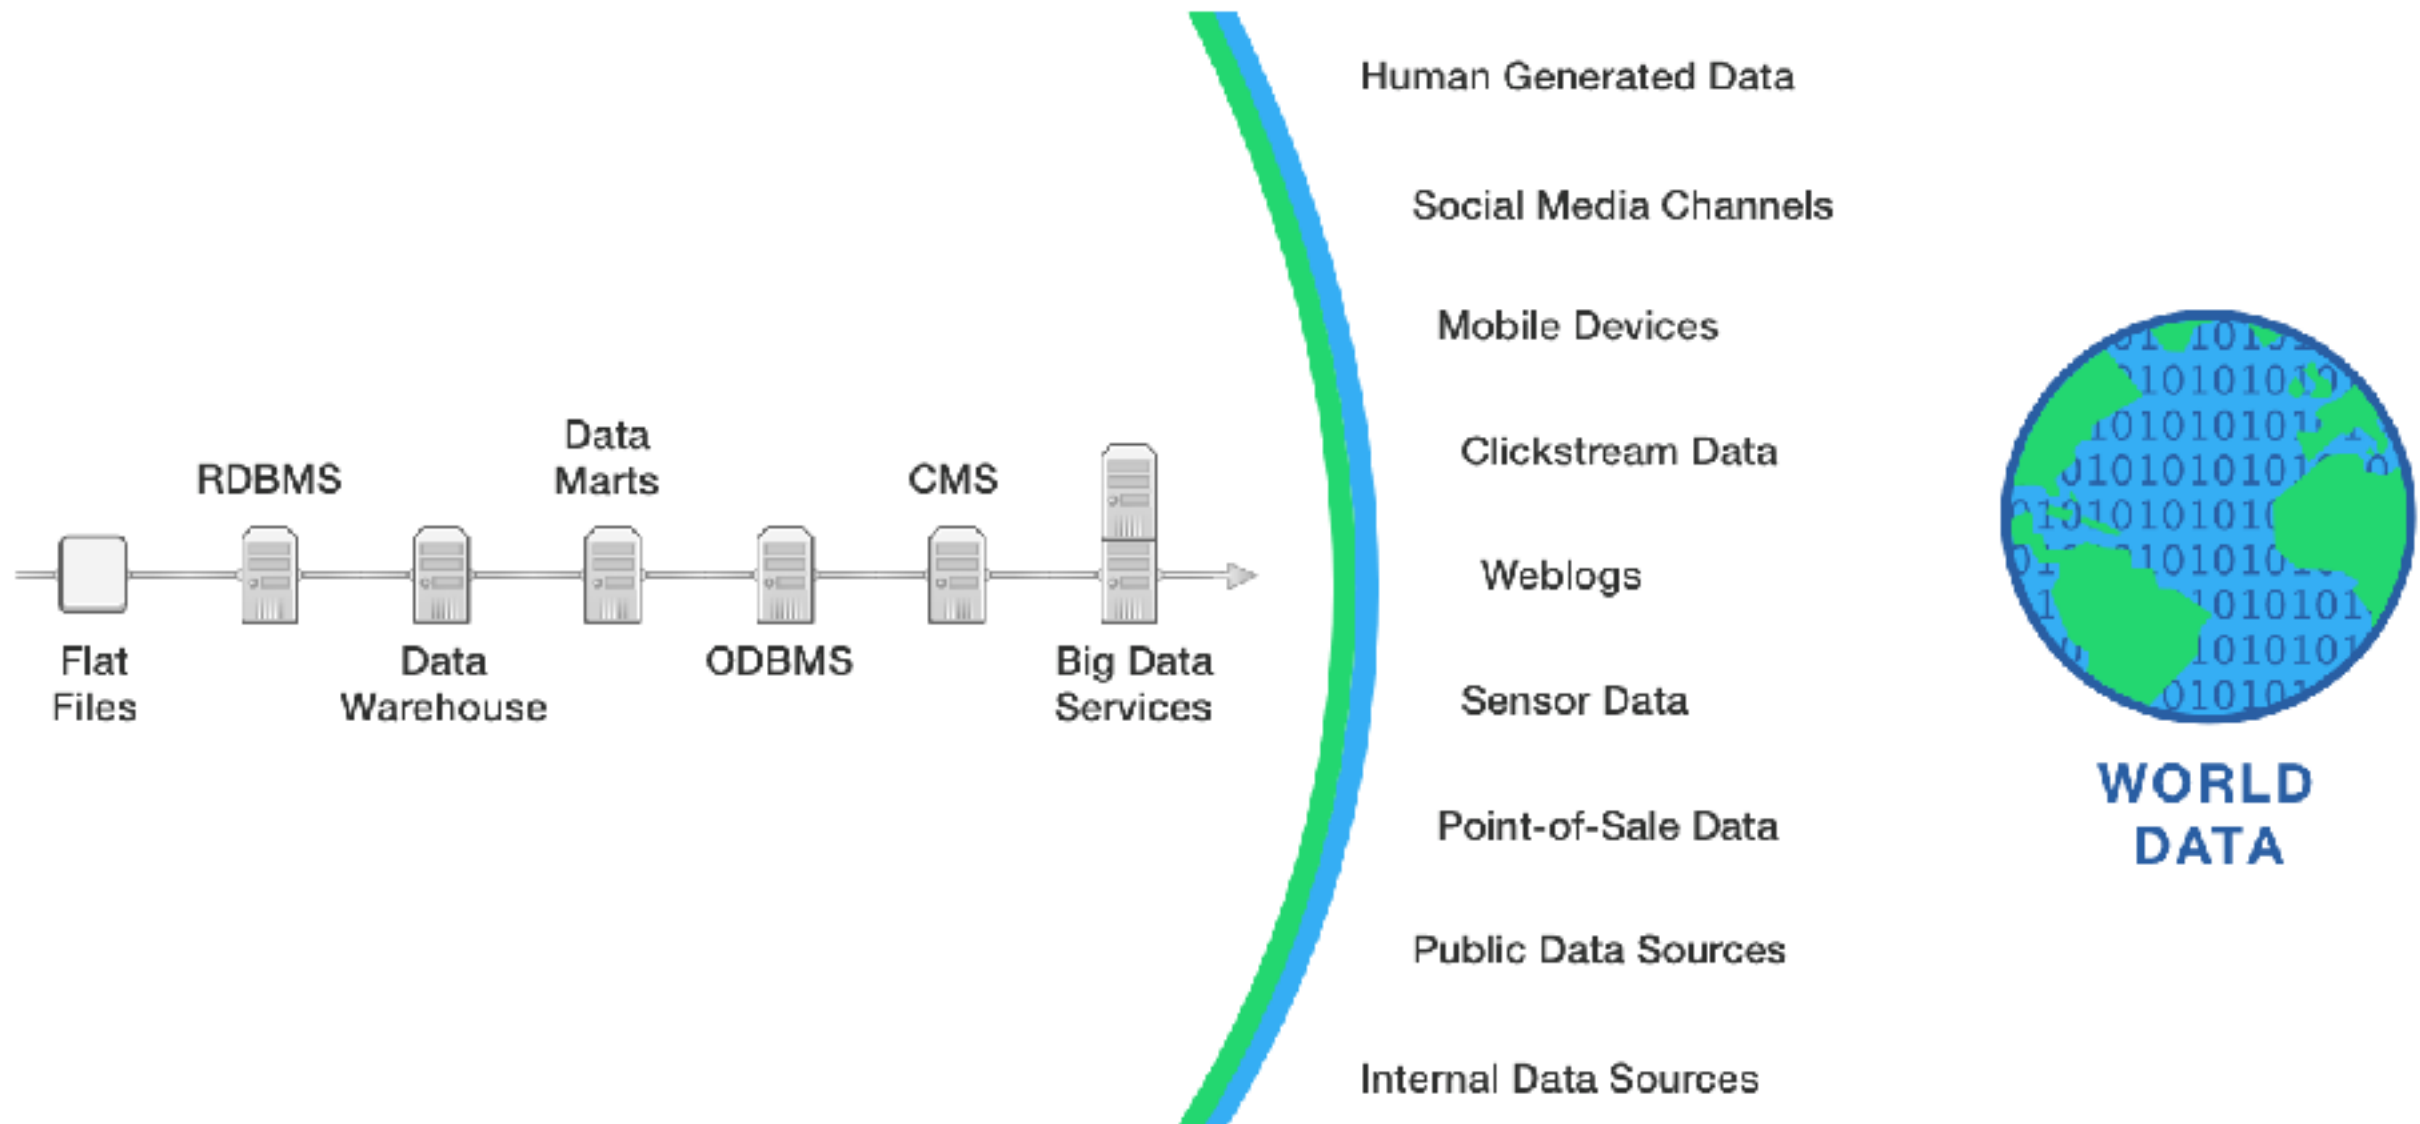 Human Generated Data
Social Media Channels
Mobile Devices
Clickstream Data
Weblogs
Sensor Data
Point-of-Sale Data
Public Data Sources
Internal Data Sources
Flat
Files
RDBMS
Data
Warehouse
Data
Marts
ODBMS
CMS
Big Data
Services
WORLD
DATA